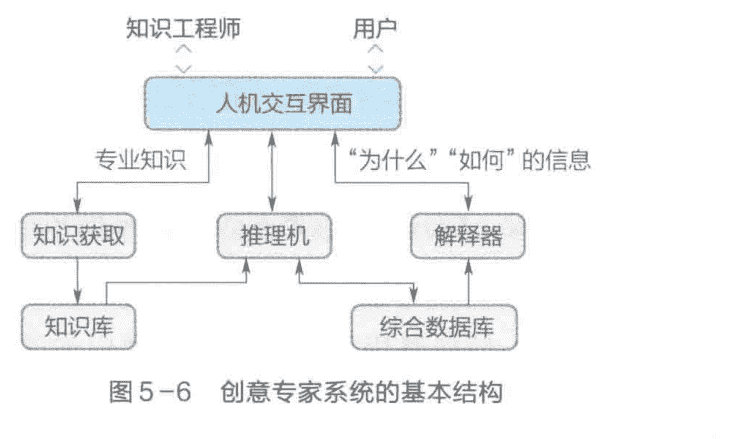 知识工程师 用户
人机交互界面
专业知识 “为什么”“如何”的信息
知识获取 推理机 解释器
知识库 综合数据库
图5-6 创意专家系统的基本结构